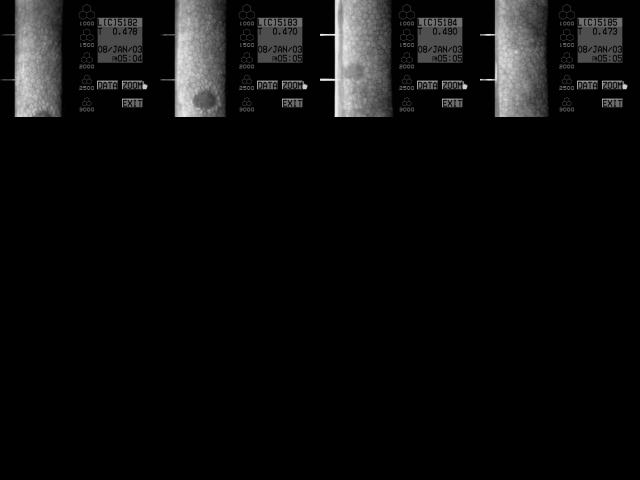 L(C)5182
T 0.478
08/JAN/03
PM05:04
DATA ZOOM
EXIT
1000
1500
2000
2500
3000
L(C)5183
T 0.470
08/JAN/03
PM05:05
DATA ZOOM
EXIT
1000
1500
2000
2500
3000
L(C)5184
T 0.490
08/JAN/03
PM05:05
DATA ZOOM
EXIT
1000
1500
2000
2500
3000
L(C)5185
T 0.473
08/JAN/03
PM05:05
DATA ZOOM
EXIT
1000
1500
2000
2500
3000